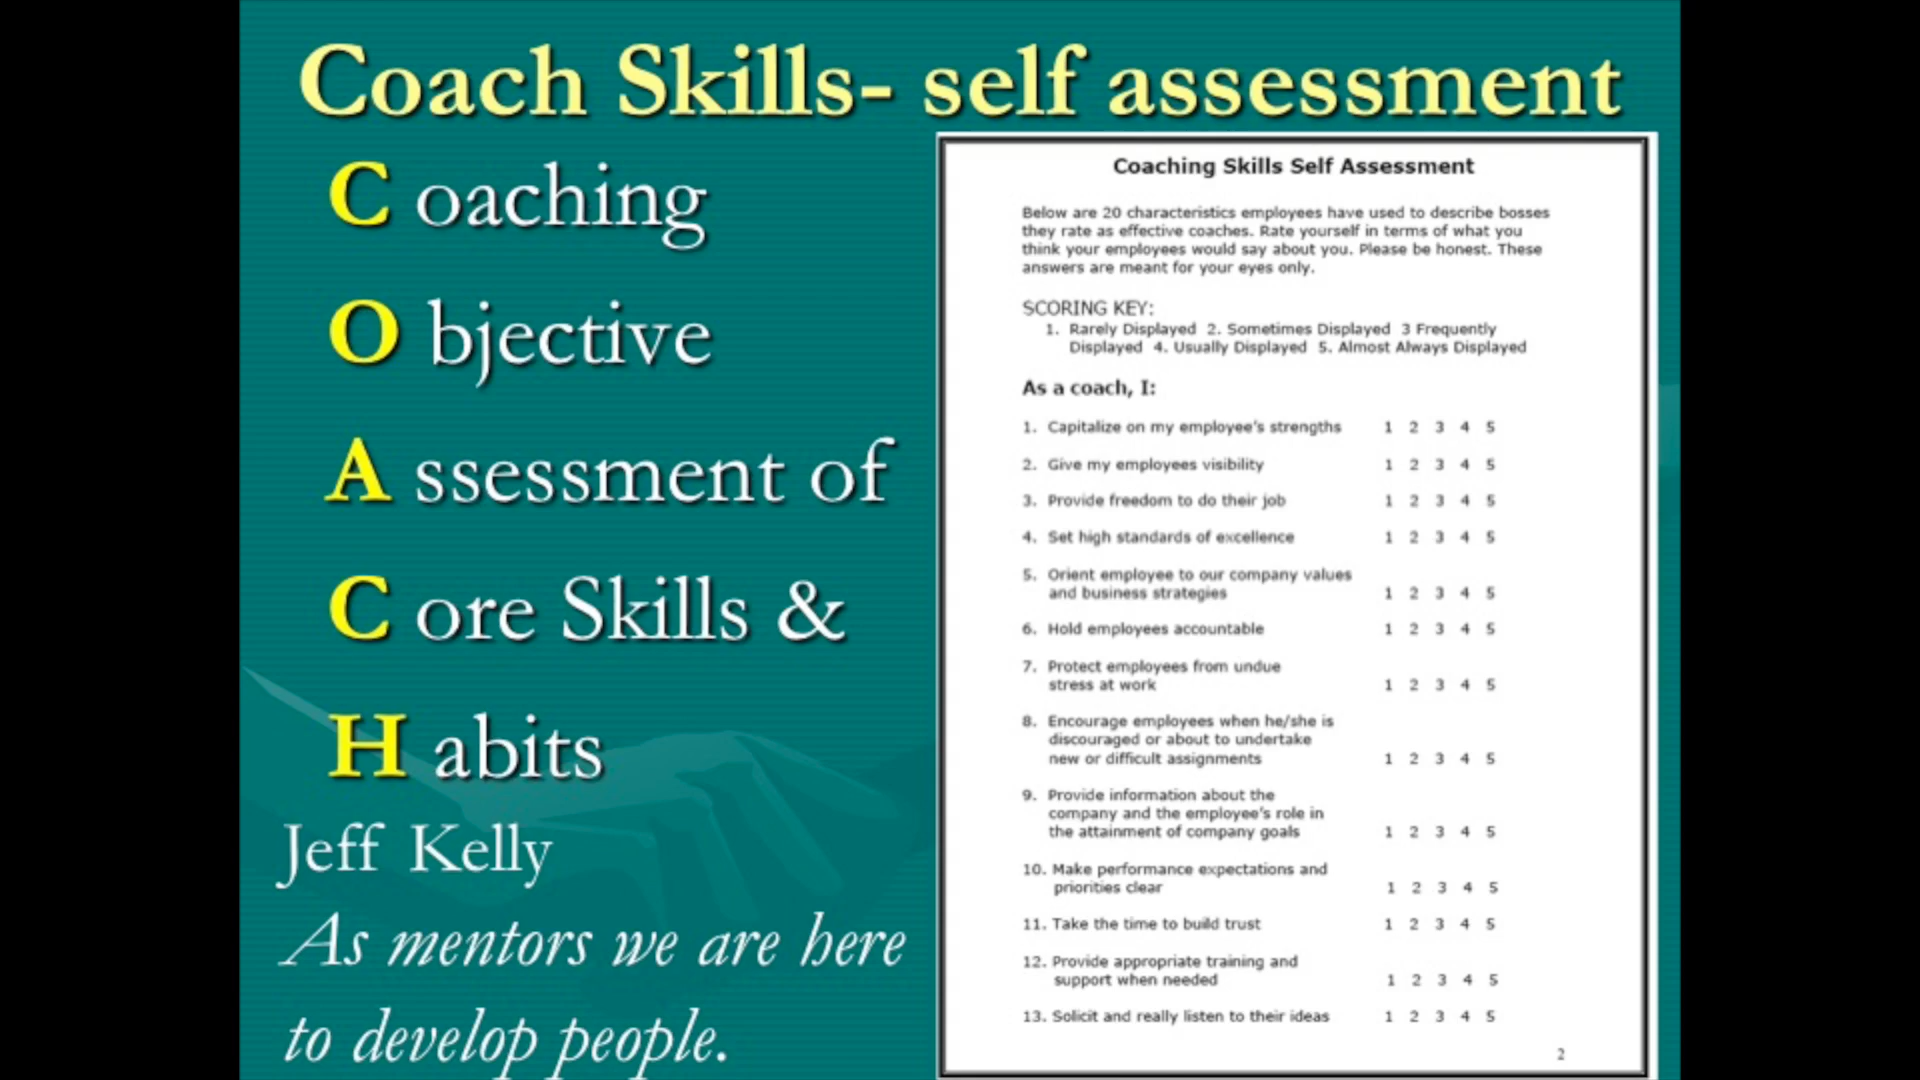 Coach Skills- self assessment
C oaching
O bjective
A ssessment of
C ore Skills &
H abits
Jeff Kelly
As mentors we are here
to develop people.
Coaching Skills Self Assessment
Below are 20 characteristics employees have used to describe bosses
they rate as effective coaches. Rate yourself in terms of what you
think your employees would say about you. Please be honest. These
answers are meant for your eyes only.
SCORING KEY:
1. Rarely Displayed 2. Sometimes Displayed 3 Frequently
Displayed 4. Usually Displayed 5. Almost Always Displayed
As a coach, I:
1. Capitalize on my employee's strengths 1 2 3 4 5
2. Give my employees visibility 1 2 3 4 5
3. Provide freedom to do their job 1 2 3 4 5
4. Set high standards of excellence 1 2 3 4 5
5. Orient employee to our company values
and business strategies 1 2 3 4 5
6. Hold employees accountable 1 2 3 4 5
7. Protect employees from undue
stress at work 1 2 3 4 5
8. Encourage employees when he/she is
discouraged or about to undertake
new or difficult assignments 1 2 3 4 5
9. Provide information about the
company and the employee's role in
the attainment of company goals 1 2 3 4 5
10. Make performance expectations and
priorities clear 1 2 3 4 5
11. Take the time to build trust 1 2 3 4 5
12. Provide appropriate training and
support when needed 1 2 3 4 5
13. Solicit and really listen to their ideas 1 2 3 4 5
2